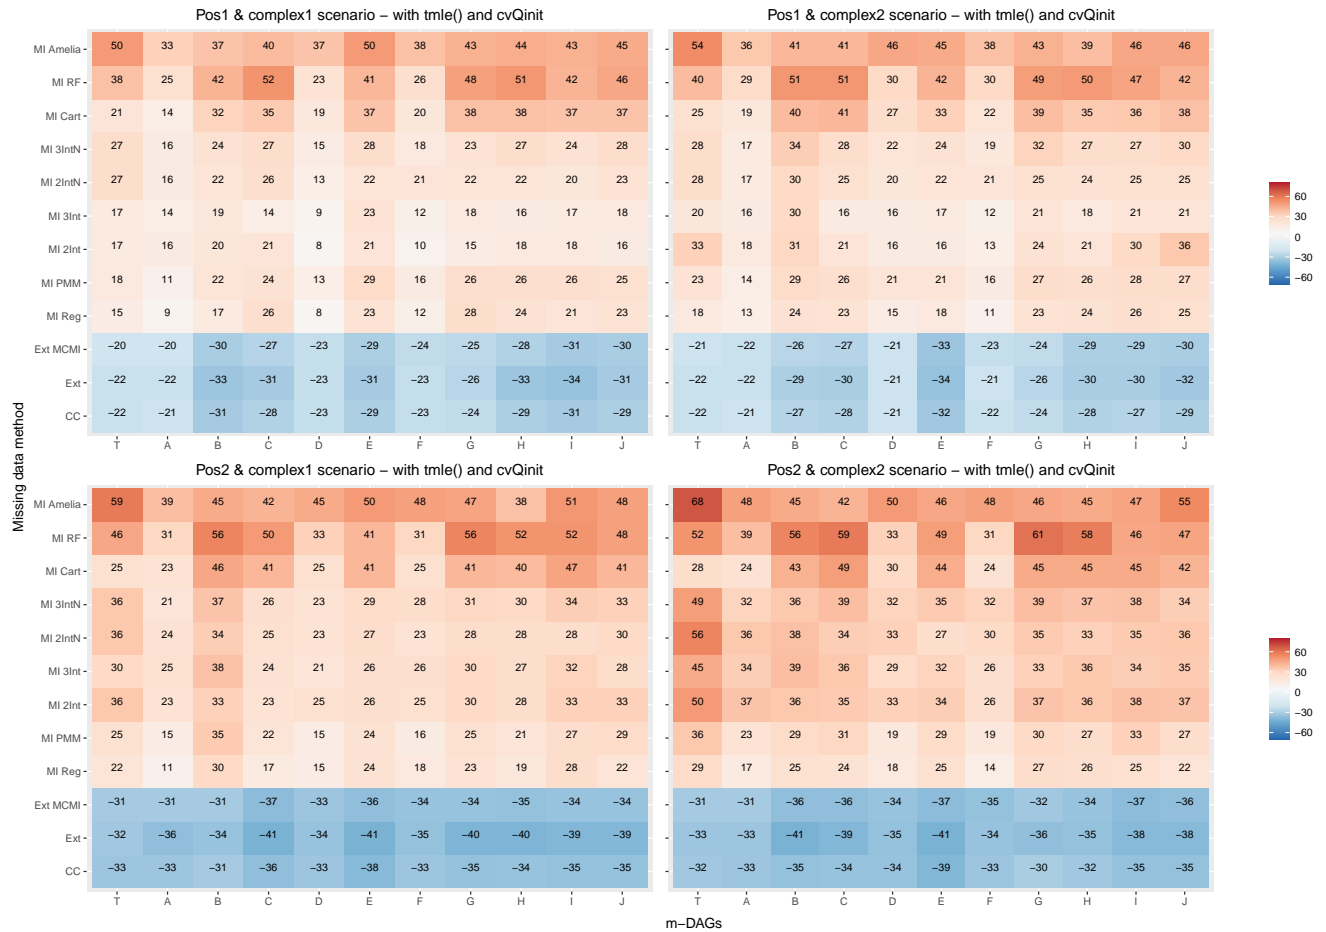 Pos1 & complex1 scenario − with tmle() and cvQinit
MI Amelia 50 33 37 40 37 50 38 43 44 43 45
MI RF 38 25 42 52 23 41 26 48 51 42 46
MI Cart 21 14 32 35 19 37 20 38 38 37 37
MI 3IntN 27 16 24 27 15 28 18 23 27 24 28
MI 2IntN 27 16 22 26 13 22 21 22 22 20 23
MI 3Int 17 14 19 14 9 23 12 18 16 17 18
MI 2Int 17 16 20 21 8 21 10 15 18 18 16
MI PMM 18 11 22 24 13 29 16 26 26 26 25
MI Reg 15 9 17 26 8 23 12 28 24 21 23
Ext MCMI −20 −20 −30 −27 −23 −29 −24 −25 −28 −31 −30
Ext −22 −22 −33 −31 −23 −31 −23 −26 −33 −34 −31
CC −22 −21 −31 −28 −23 −29 −23 −24 −29 −31 −29
T A B C D E F G H I J
Pos1 & complex2 scenario − with tmle() and cvQinit
54 36 41 41 46 45 38 43 39 46 46
40 29 51 51 30 42 30 49 50 47 42
25 19 40 41 27 33 22 39 35 36 38
28 17 34 28 22 24 19 32 27 27 30
28 17 30 25 20 22 21 25 24 25 25
20 16 30 16 16 17 12 21 18 21 21
33 18 31 21 16 16 13 24 21 30 36
23 14 29 26 21 21 16 27 26 28 27
18 13 24 23 15 18 11 23 24 26 25
−21 −22 −26 −27 −21 −33 −23 −24 −29 −29 −30
−22 −22 −29 −30 −21 −34 −21 −26 −30 −30 −32
−22 −21 −27 −28 −21 −32 −22 −24 −28 −27 −29
T A B C D E F G H I J
60
30
0
−30
−60
Missing data method
Pos2 & complex1 scenario − with tmle() and cvQinit
MI Amelia 59 39 45 42 45 50 48 47 38 51 48
MI RF 46 31 56 50 33 41 31 56 52 52 48
MI Cart 25 23 46 41 25 41 25 41 40 47 41
MI 3IntN 36 21 37 26 23 29 28 31 30 34 33
MI 2IntN 36 24 34 25 23 27 23 28 28 28 30
MI 3Int 30 25 38 24 21 26 26 30 27 32 28
MI 2Int 36 23 33 23 25 26 25 30 28 33 33
MI PMM 25 15 35 22 15 24 16 25 21 27 29
MI Reg 22 11 30 17 15 24 18 23 19 28 22
Ext MCMI −31 −31 −31 −37 −33 −36 −34 −34 −35 −34 −34
Ext −32 −36 −34 −41 −34 −41 −35 −40 −40 −39 −39
CC −33 −33 −31 −36 −33 −38 −33 −35 −34 −35 −35
T A B C D E F G H I J
Pos2 & complex2 scenario − with tmle() and cvQinit
68 48 45 42 50 46 48 46 45 47 55
52 39 56 59 33 49 31 61 58 46 47
28 24 43 49 30 44 24 45 45 45 42
49 32 36 39 32 35 32 39 37 38 34
56 36 38 34 33 27 30 35 33 35 36
45 34 39 36 29 32 26 33 36 34 35
50 37 36 35 33 34 26 37 36 38 37
36 23 29 31 19 29 19 30 27 33 27
29 17 25 24 18 25 14 27 26 25 22
−31 −31 −36 −36 −34 −37 −35 −32 −34 −37 −36
−33 −33 −41 −39 −35 −41 −34 −36 −35 −38 −38
−32 −33 −35 −34 −34 −39 −33 −30 −32 −35 −35
T A B C D E F G H I J
60
30
0
−30
−60
m−DAGs